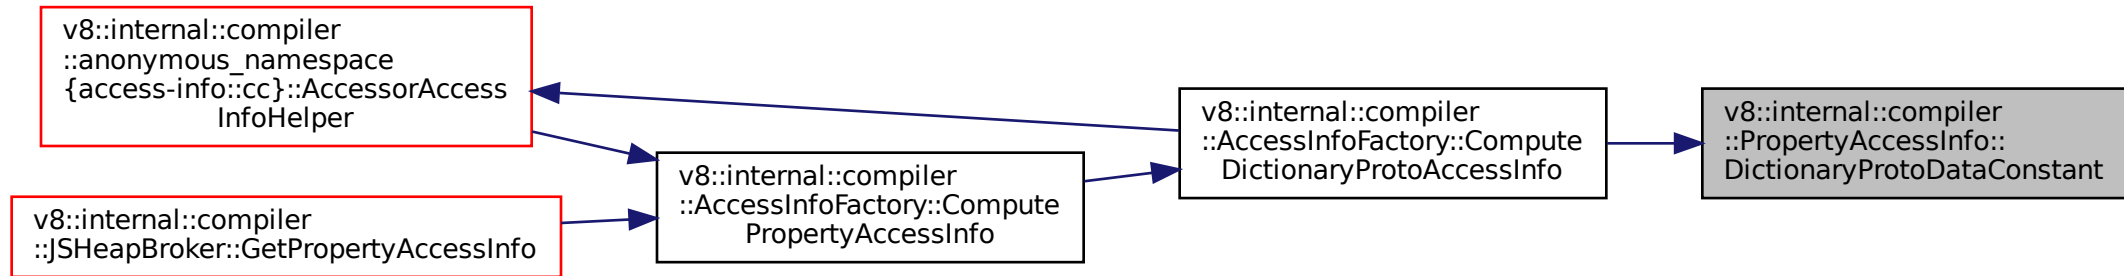 v8::internal::compiler
::anonymous_namespace
{access-info::cc}::AccessorAccess
InfoHelper
v8::internal::compiler
::JSHeapBroker::GetPropertyAccessInfo
v8::internal::compiler
::AccessInfoFactory::Compute
PropertyAccessInfo
v8::internal::compiler
::AccessInfoFactory::Compute
DictionaryProtoAccessInfo
v8::internal::compiler
::PropertyAccessInfo::
DictionaryProtoDataConstant